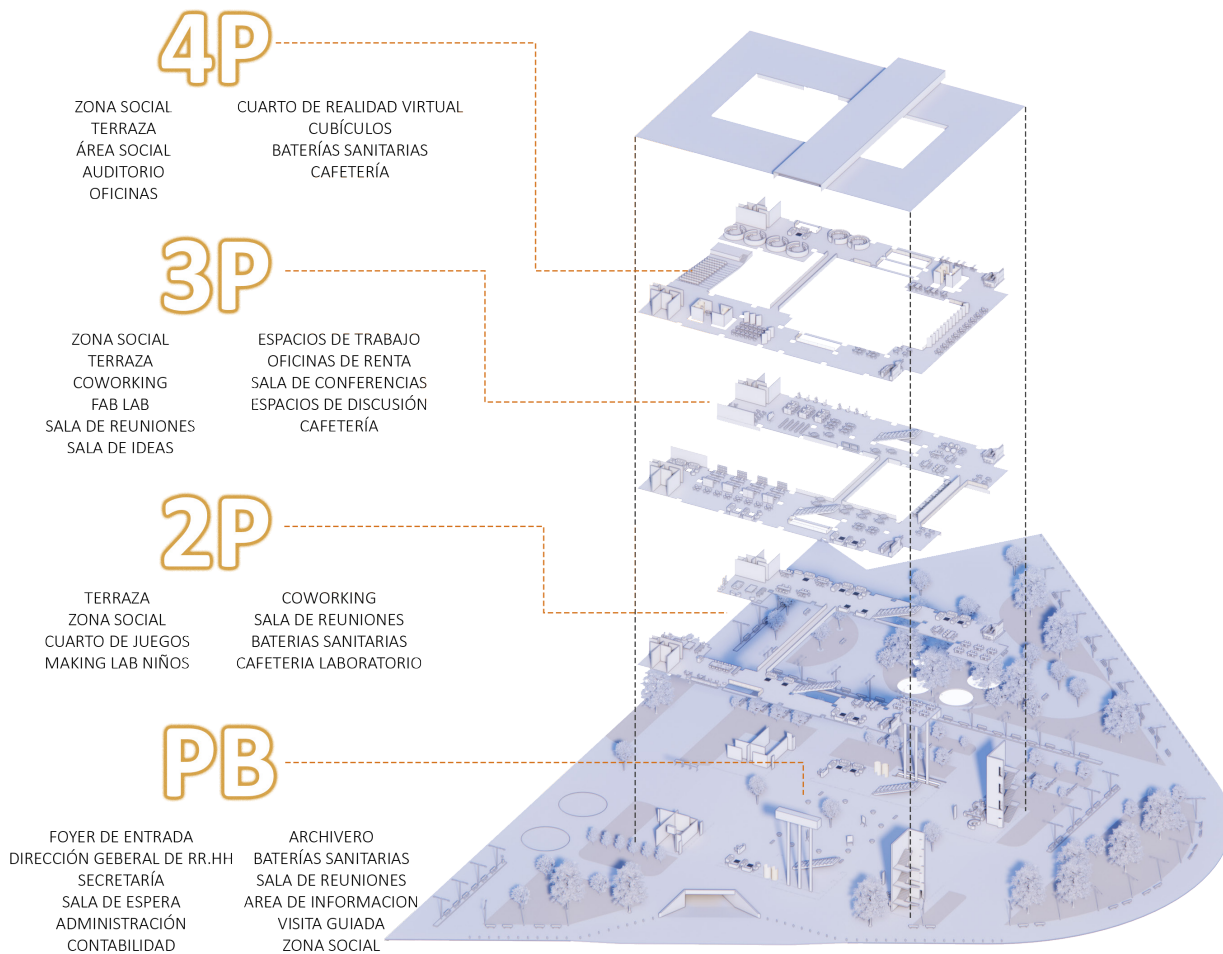 4P
ZONA SOCIAL
TERRAZA
ÁREA SOCIAL
AUDITORIO
OFICINAS
CUARTO DE REALIDAD VIRTUAL
CUBÍCULOS
BATERÍAS SANITARIAS
CAFETERÍA
3P
ZONA SOCIAL
TERRAZA
COWORKING
FAB LAB
SALA DE REUNIONES
SALA DE IDEAS
ESPACIOS DE TRABAJO
OFICINAS DE RENTA
SALA DE CONFERENCIAS
ESPACIOS DE DISCUSIÓN
CAFETERÍA
2P
TERRAZA
ZONA SOCIAL
CUARTO DE JUEGOS
MAKING LAB NIÑOS
COWORKING
SALA DE REUNIONES
BATERIAS SANITARIAS
CAFETERIA LABORATORIO
PB
FOYER DE ENTRADA
DIRECCIÓN GEBERAL DE RR.HH
SECRETARÍA
SALA DE ESPERA
ADMINISTRACIÓN
CONTABILIDAD
ARCHIVERO
BATERÍAS SANITARIAS
SALA DE REUNIONES
AREA DE INFORMACION
VISITA GUIADA
ZONA SOCIAL